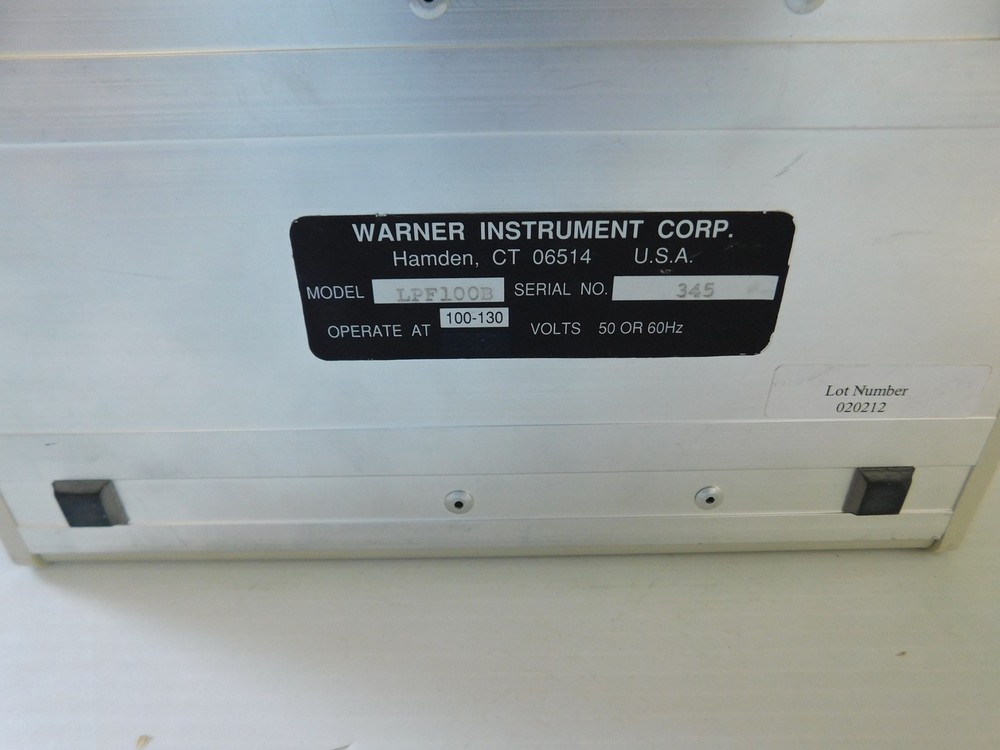 WARNER INSTRUMENT CORP.
Hamden, CT 06514 U.S.A.
MODEL LPF100B SERIAL NO. 345
OPERATE AT 100-130 VOLTS 50 OR 60Hz
Lot Number
020212